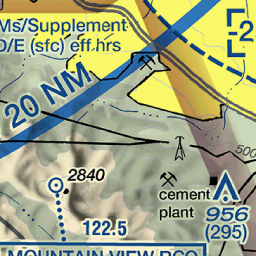 Ms/Supplement
D/E (sfc) eff hrs
20 NM
-2
500
2840
cement
plant
956
(295)
122.5
MOUNTAIN VIEW RCO